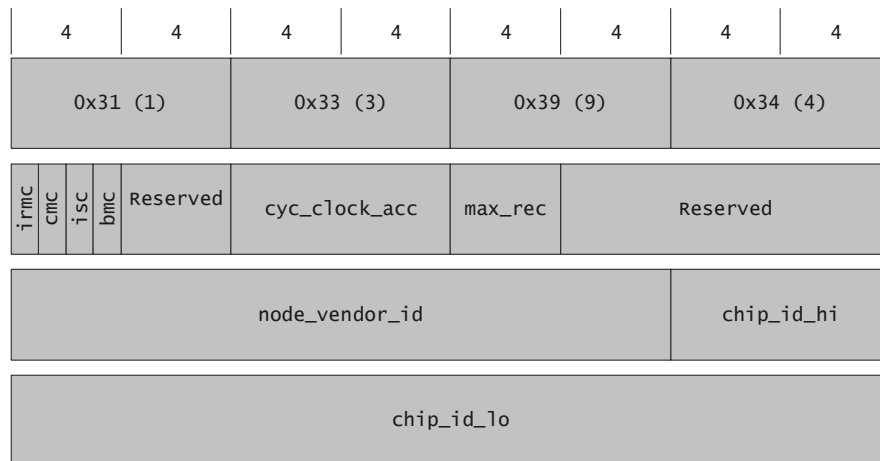 4 4 4 4 4 4 4 4
0x31 (1) 0x33 (3) 0x39 (9) 0x34 (4)
irmc cmc isc bmc Reserved cyc_clock_acc max_rec Reserved
node_vendor_id chip_id_hi
chip_id_lo